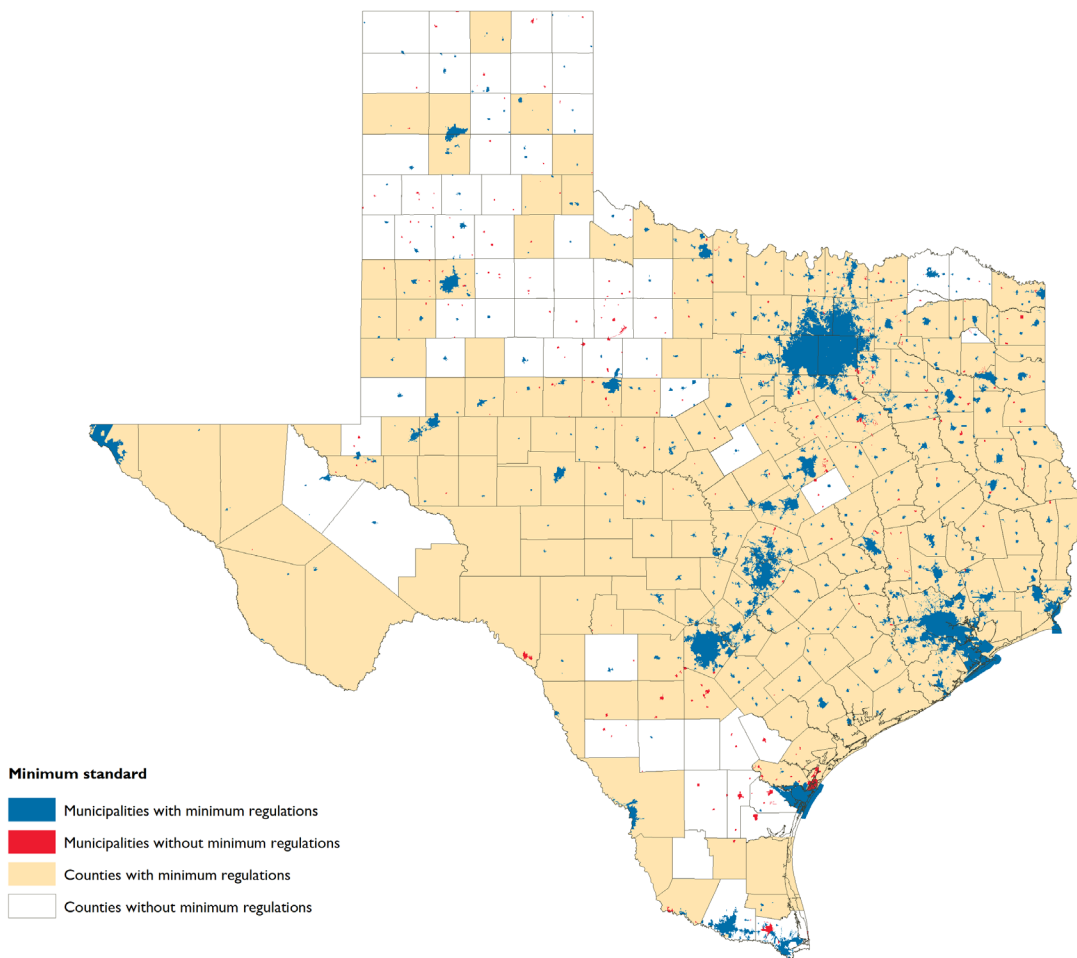 Minimum standard
Municipalities with minimum regulations
Municipalities without minimum regulations
Counties with minimum regulations
Counties without minimum regulations